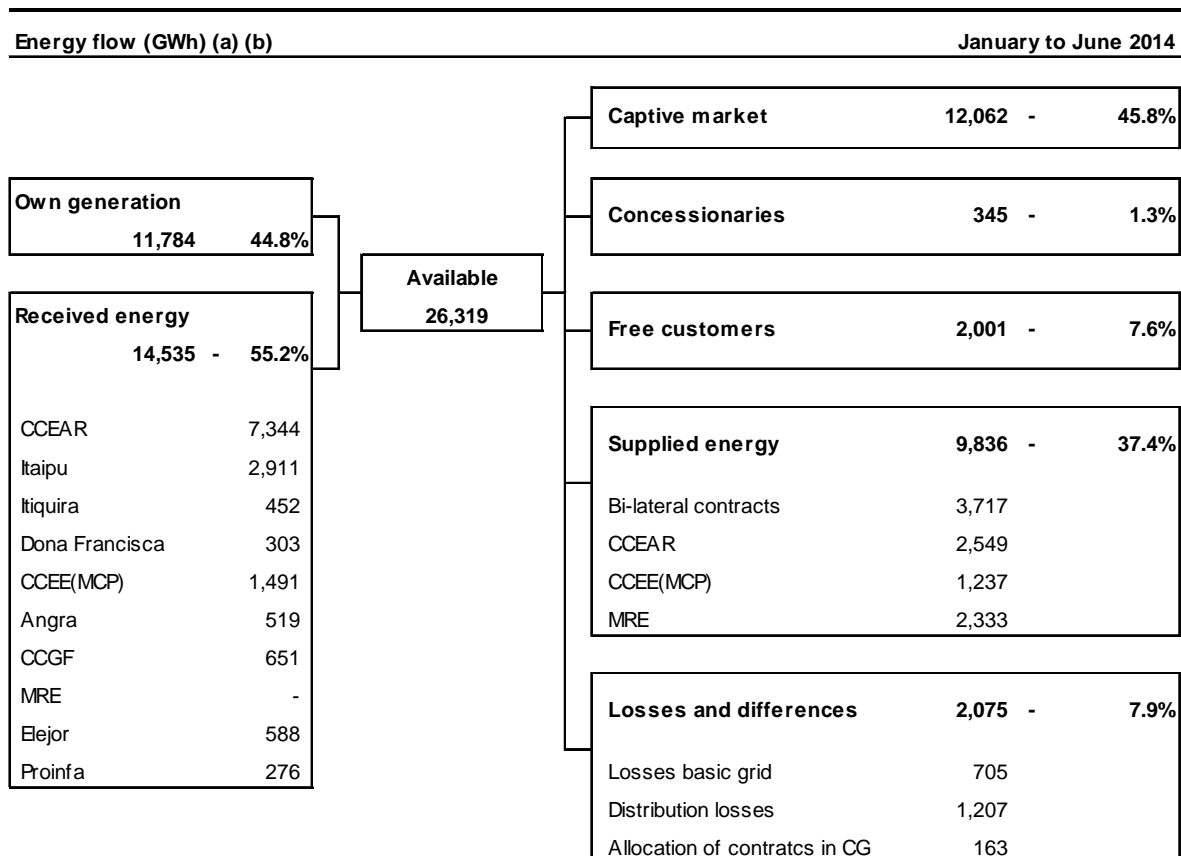 Energy flow (GWh) (a) (b) January to June 2014
Own generation
11,784 44.8%
Received energy
14,535 - 55.2%
CCEAR 7,344
Itaipu 2,911
Itiquira 452
Dona Francisca 303
CCEE(MCP) 1,491
Angra 519
CCGF 651
MRE -
Elejor 588
Proinfa 276
Available
26,319
Captive market 12,062 - 45.8%
Concessionaries 345 - 1.3%
Free customers 2,001 - 7.6%
Supplied energy 9,836 - 37.4%
Bi-lateral contracts 3,717
CCEAR 2,549
CCEE(MCP) 1,237
MRE 2,333
Losses and differences 2,075 - 7.9%
Losses basic grid 705
Distribution losses 1,207
Allocation of contratcs in CG 163